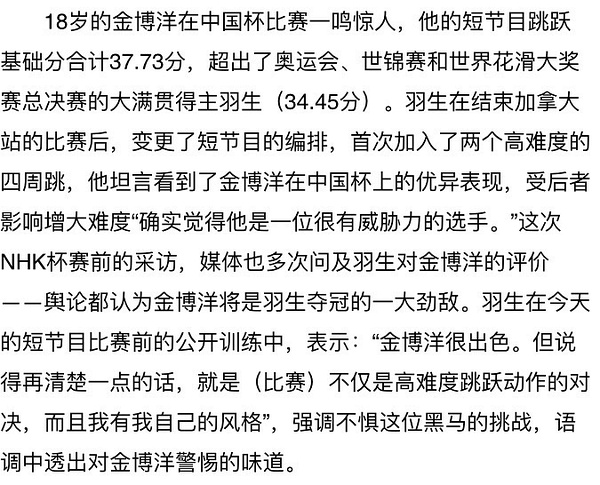 18岁的金博洋在中国杯比赛一鸣惊人，他的短节目跳跃
基础分合计37.73分，超出了奥运会、世锦赛和世界花滑大奖
赛总决赛的大满贯得主羽生（34.45分）。羽生在结束加拿大
站的比赛后，变更了短节目的编排，首次加入了两个高难度的
四周跳，他坦言看到了金博洋在中国杯上的优异表现，受后者
影响增大难度“确实觉得他是一位很有威胁力的选手。”这次
NHK杯赛前的采访，媒体也多次问及羽生对金博洋的评价
——舆论都认为金博洋将是羽生夺冠的一大劲敌。羽生在今天
的短节目比赛前的公开训练中，表示：“金博洋很出色。但说
得再清楚一点的话，就是（比赛）不仅是高难度跳跃动作的对
决，而且我有我自己的风格”，强调不惧这位黑马的挑战，语
调中透出对金博洋警惕的味道。